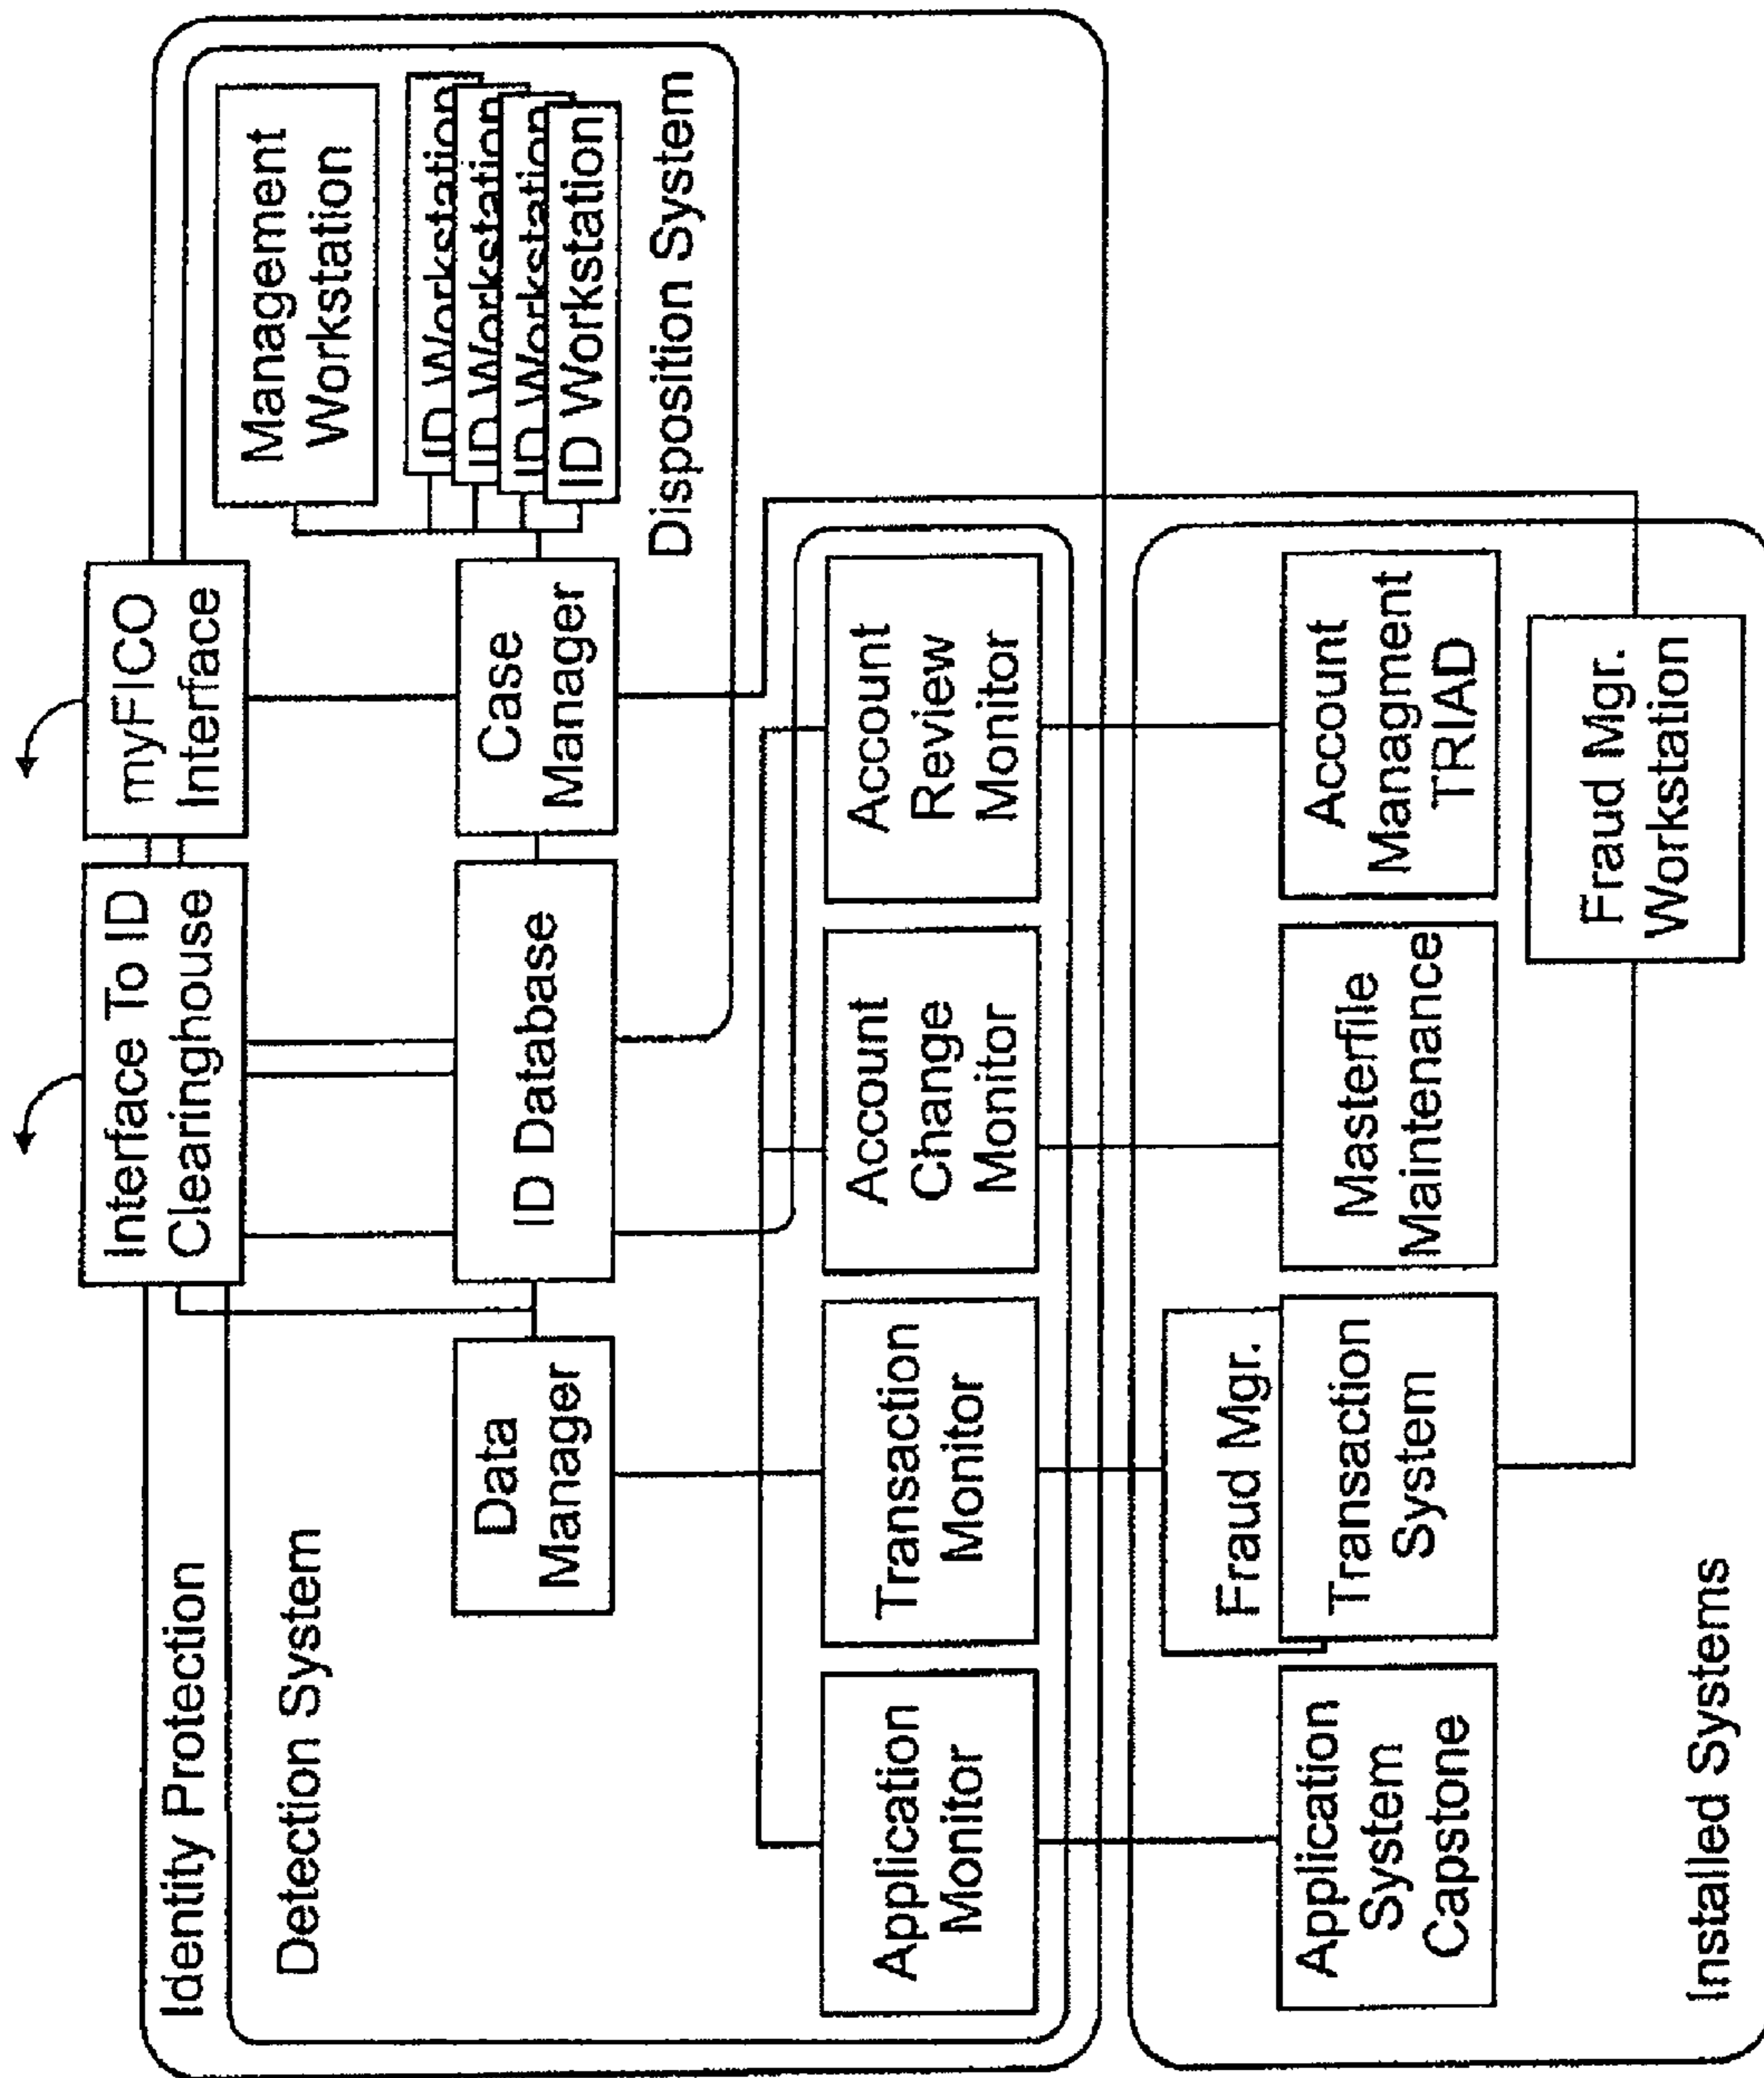 Identity Protection
Interface To ID
Clearinghouse
myFICO
Interface
Detection System
Management
Workstation
ID Workstation
ID Workstation
ID Workstation
ID Workstation
Data
Manager
ID Database
Case
Manager
Disposition System
Application
Monitor
Transaction
Monitor
Account
Change
Monitor
Account
Review
Monitor
Fraud Mgr.
Application
System
Capstone
Transaction
System
Masterfile
Maintenance
Account
Managment
TRIAD
Fraud Mgr.
Workstation
Installed Systems